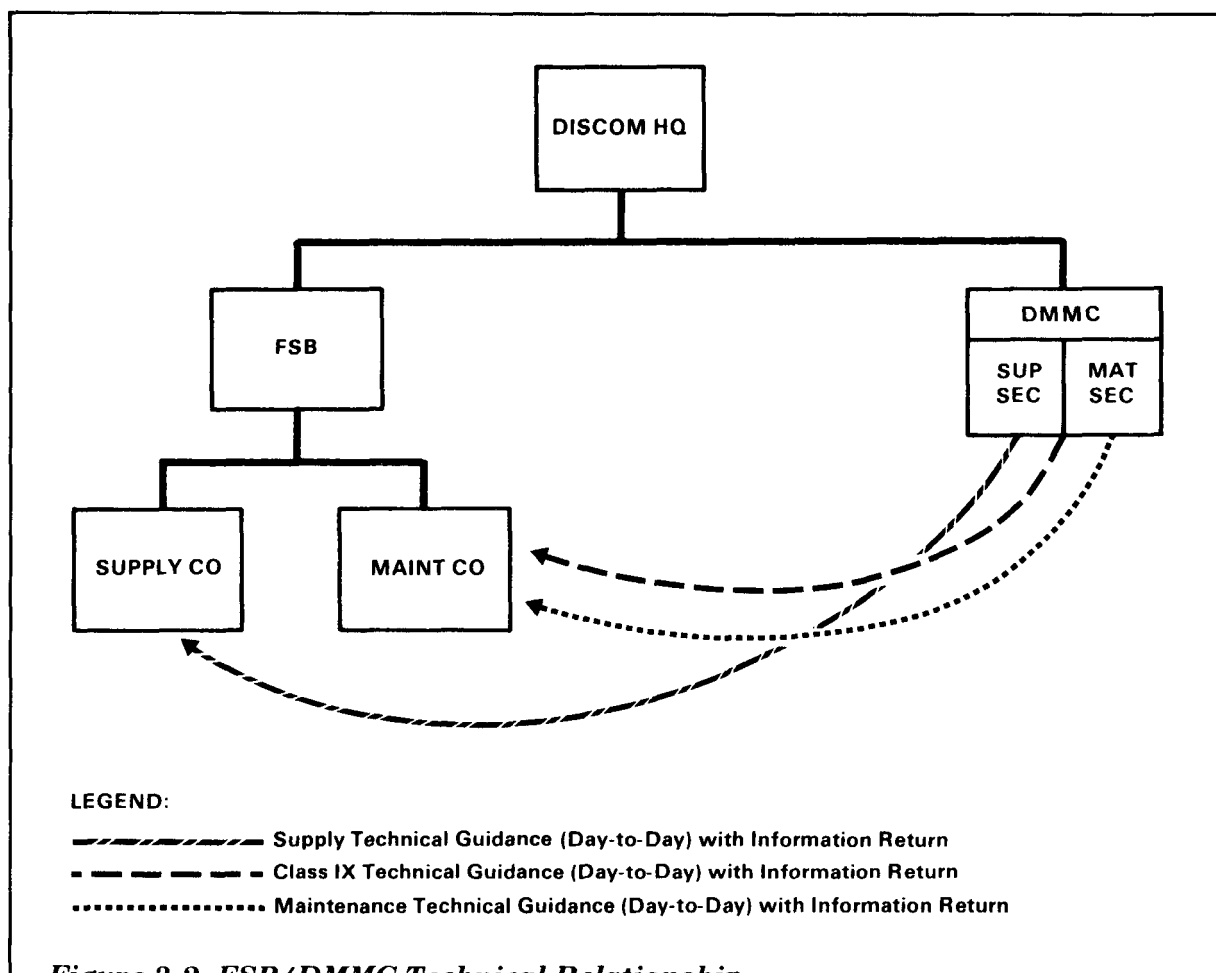 DISCOM HQ
FSB
DMMC
SUP
SEC
MAT
SEC
SUPPLY CO
MAINT CO
LEGEND:
Supply Technical Guidance (Day-to-Day) with Information Return
Class IX Technical Guidance (Day-to-Day) with Information Return
Maintenance Technical Guidance (Day-to-Day) with Information Return